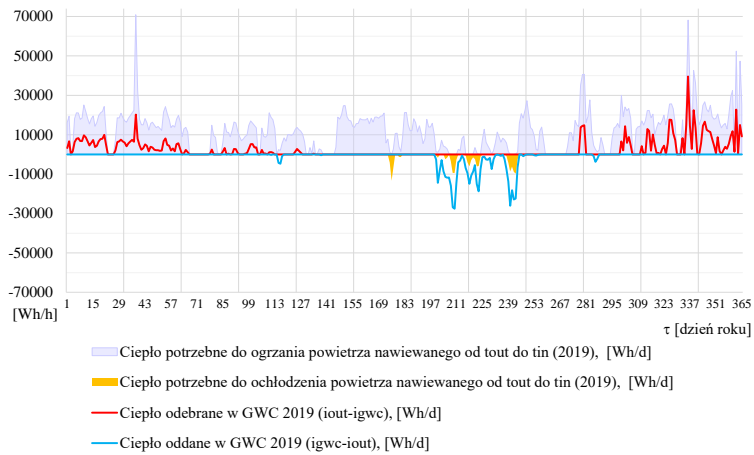 70000
50000
30000
10000
-10000
-30000
-50000
-70000
1 15 29 43 57 71 85 99 113 127 141 155 169 183 197 211 225 239 253 267 281 295 309 323 337 351 365
[Wh/h]
τ [dzień roku]
Ciepło potrzebne do ogrzania powietrza nawiewanego od tout do tin (2019), [Wh/d]
Ciepło potrzebne do ochłodzenia powietrza nawiewanego od tout do tin (2019), [Wh/d]
Ciepło odebrane w GWC 2019 (iout-igwc), [Wh/d]
Ciepło oddane w GWC 2019 (igwc-iout), [Wh/d]